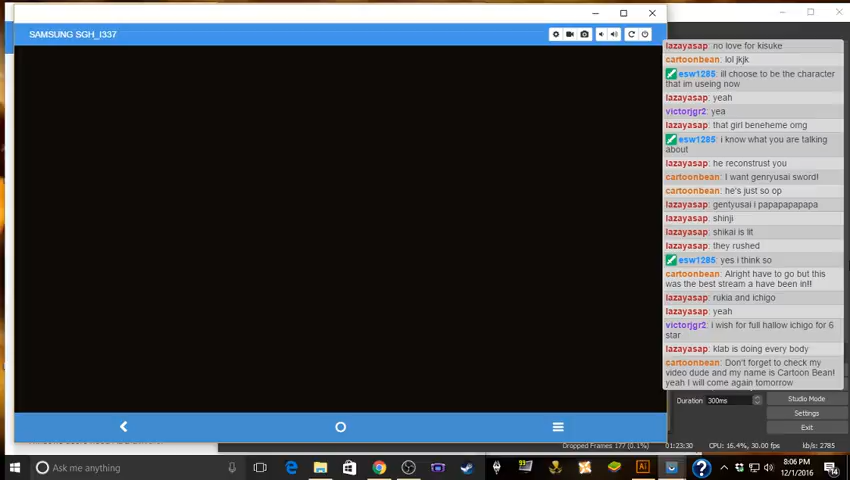 SAMSUNG SGH_I337
lazayasap: no love for kisuke
cartoonbean: lol jkjk
esw1285: ill choose to be the character
that im useing now
lazayasap: yeah
victorjgr2: yea
lazayasap: that girl beneheme omg
esw1285: i know what you are talking
about
lazayasap: he reconstrust you
cartoonbean: I want genryusai sword!
cartoonbean: he's just so op
lazayasap: gentyusai i papapapapapa
lazayasap: shinji
lazayasap: shikai is lit
lazayasap: they rushed
esw1285: yes i think so
cartoonbean: Alright have to go but this
was the best stream a have been in!!
lazayasap: rukia and ichigo
lazayasap: yeah
victorjgr2: i wish for full hallow ichigo for 6
star
lazayasap: klab is doing every body
cartoonbean: Don't forget to check my
video dude and my name is Cartoon Bean!
yeah I will come again tomorrow
Duration 300ms
Studio Mode
Settings
Exit
Dropped Frames 177 (0.1%) 01:23:30 CPU: 16.4%, 30.00 fps kb/s: 2785
Ask me anything
99
Ai
8:06 PM
12/1/2016